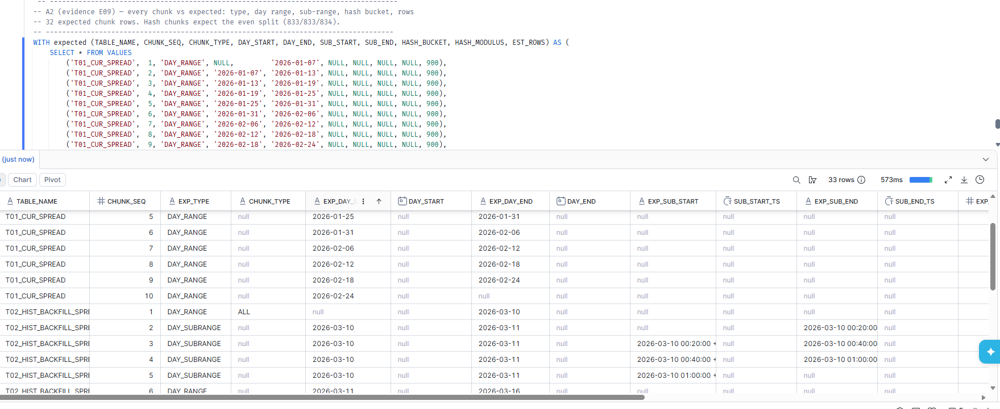 -- -------------------------------------------------------------------------------------
-- A2 (evidence E09) — every chunk vs expected: type, day range, sub-range, hash bucket, rows
-- 32 expected chunk rows. Hash chunks expect the even split (833/833/834).
-- -------------------------------------------------------------------------------------
WITH expected (TABLE_NAME, CHUNK_SEQ, CHUNK_TYPE, DAY_START, DAY_END, SUB_START, SUB_END, HASH_BUCKET, HASH_MODULUS, EST_ROWS) AS (
SELECT * FROM VALUES
('T01_CUR_SPREAD', 1, 'DAY_RANGE', NULL, '2026-01-07', NULL, NULL, NULL, NULL, 900),
('T01_CUR_SPREAD', 2, 'DAY_RANGE', '2026-01-07', '2026-01-13', NULL, NULL, NULL, NULL, 900),
('T01_CUR_SPREAD', 3, 'DAY_RANGE', '2026-01-13', '2026-01-19', NULL, NULL, NULL, NULL, 900),
('T01_CUR_SPREAD', 4, 'DAY_RANGE', '2026-01-19', '2026-01-25', NULL, NULL, NULL, NULL, 900),
('T01_CUR_SPREAD', 5, 'DAY_RANGE', '2026-01-25', '2026-01-31', NULL, NULL, NULL, NULL, 900),
('T01_CUR_SPREAD', 6, 'DAY_RANGE', '2026-01-31', '2026-02-06', NULL, NULL, NULL, NULL, 900),
('T01_CUR_SPREAD', 7, 'DAY_RANGE', '2026-02-06', '2026-02-12', NULL, NULL, NULL, NULL, 900),
('T01_CUR_SPREAD', 8, 'DAY_RANGE', '2026-02-12', '2026-02-18', NULL, NULL, NULL, NULL, 900),
('T01_CUR_SPREAD', 9, 'DAY_RANGE', '2026-02-18', '2026-02-24', NULL, NULL, NULL, NULL, 900),
(just now)
Chart Pivot 33 rows 573ms
TABLE_NAME CHUNK_SEQ EXP_TYPE CHUNK_TYPE EXP_DAY_S DAY_START EXP_DAY_END DAY_END EXP_SUB_START SUB_START_TS EXP_SUB_END SUB_END_TS EXP_
T01_CUR_SPREAD 5 DAY_RANGE null 2026-01-25 null 2026-01-31 null null null null null
T01_CUR_SPREAD 6 DAY_RANGE null 2026-01-31 null 2026-02-06 null null null null null
T01_CUR_SPREAD 7 DAY_RANGE null 2026-02-06 null 2026-02-12 null null null null null
T01_CUR_SPREAD 8 DAY_RANGE null 2026-02-12 null 2026-02-18 null null null null null
T01_CUR_SPREAD 9 DAY_RANGE null 2026-02-18 null 2026-02-24 null null null null null
T01_CUR_SPREAD 10 DAY_RANGE null 2026-02-24 null null null null null null null
T02_HIST_BACKFILL_SPRE 1 DAY_RANGE ALL null null 2026-03-10 null null null null null
T02_HIST_BACKFILL_SPRE 2 DAY_SUBRANGE null 2026-03-10 null 2026-03-11 null null null 2026-03-10 00:20:00 null
T02_HIST_BACKFILL_SPRE 3 DAY_SUBRANGE null 2026-03-10 null 2026-03-11 null 2026-03-10 00:20:00 + null 2026-03-10 00:40:00 null
T02_HIST_BACKFILL_SPRE 4 DAY_SUBRANGE null 2026-03-10 null 2026-03-11 null 2026-03-10 00:40:00 + null 2026-03-10 01:00:00 null
T02_HIST_BACKFILL_SPRE 5 DAY_SUBRANGE null 2026-03-10 null 2026-03-11 null 2026-03-10 01:00:00 + null null null
T02_HIST_BACKFILL_SPRE 6 DAY_RANGE null 2026-03-11 null 2026-03-16 null null null null null